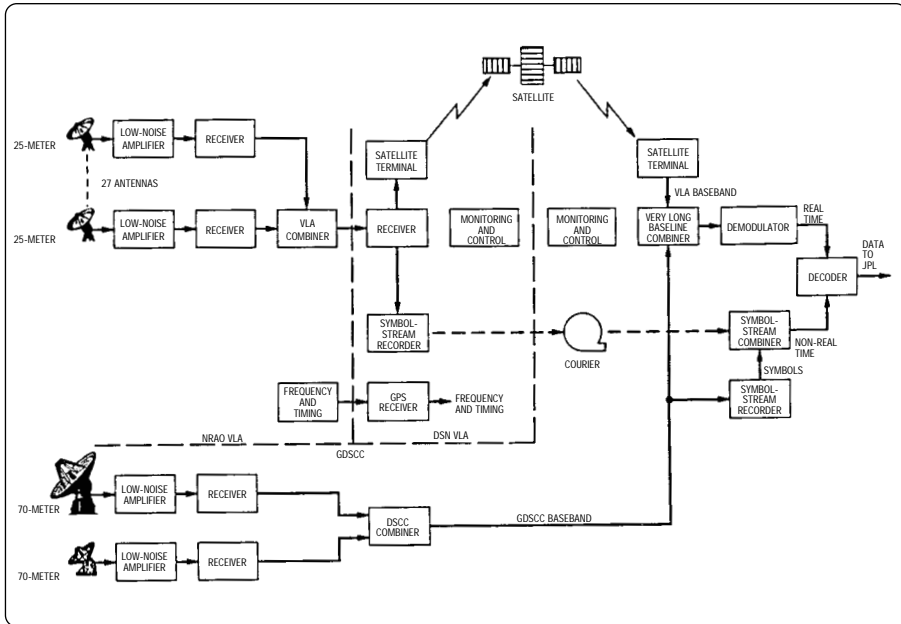 SATELLITE
25-METER
LOW-NOISE
AMPLIFIER
RECEIVER
27 ANTENNAS
25-METER
LOW-NOISE
AMPLIFIER
RECEIVER
VLA
COMBINER
SATELLITE
TERMINAL
RECEIVER
MONITORING
AND
CONTROL
SYMBOL-
STREAM
RECORDER
FREQUENCY
AND
TIMING
GPS
RECEIVER
FREQUENCY
AND TIMING
NRAO VLA
DSN VLA
GDSCC
MONITORING
AND
CONTROL
SATELLITE
TERMINAL
VLA BASEBAND
VERY LONG
BASELINE
COMBINER
DEMODULATOR
REAL
TIME
DATA
TO
JPL
DECODER
COURIER
SYMBOL-
STREAM
COMBINER
NON-REAL
TIME
SYMBOLS
SYMBOL-
STREAM
RECORDER
70-METER
LOW-NOISE
AMPLIFIER
RECEIVER
DSCC
COMBINER
GDSCC BASEBAND
70-METER
LOW-NOISE
AMPLIFIER
RECEIVER